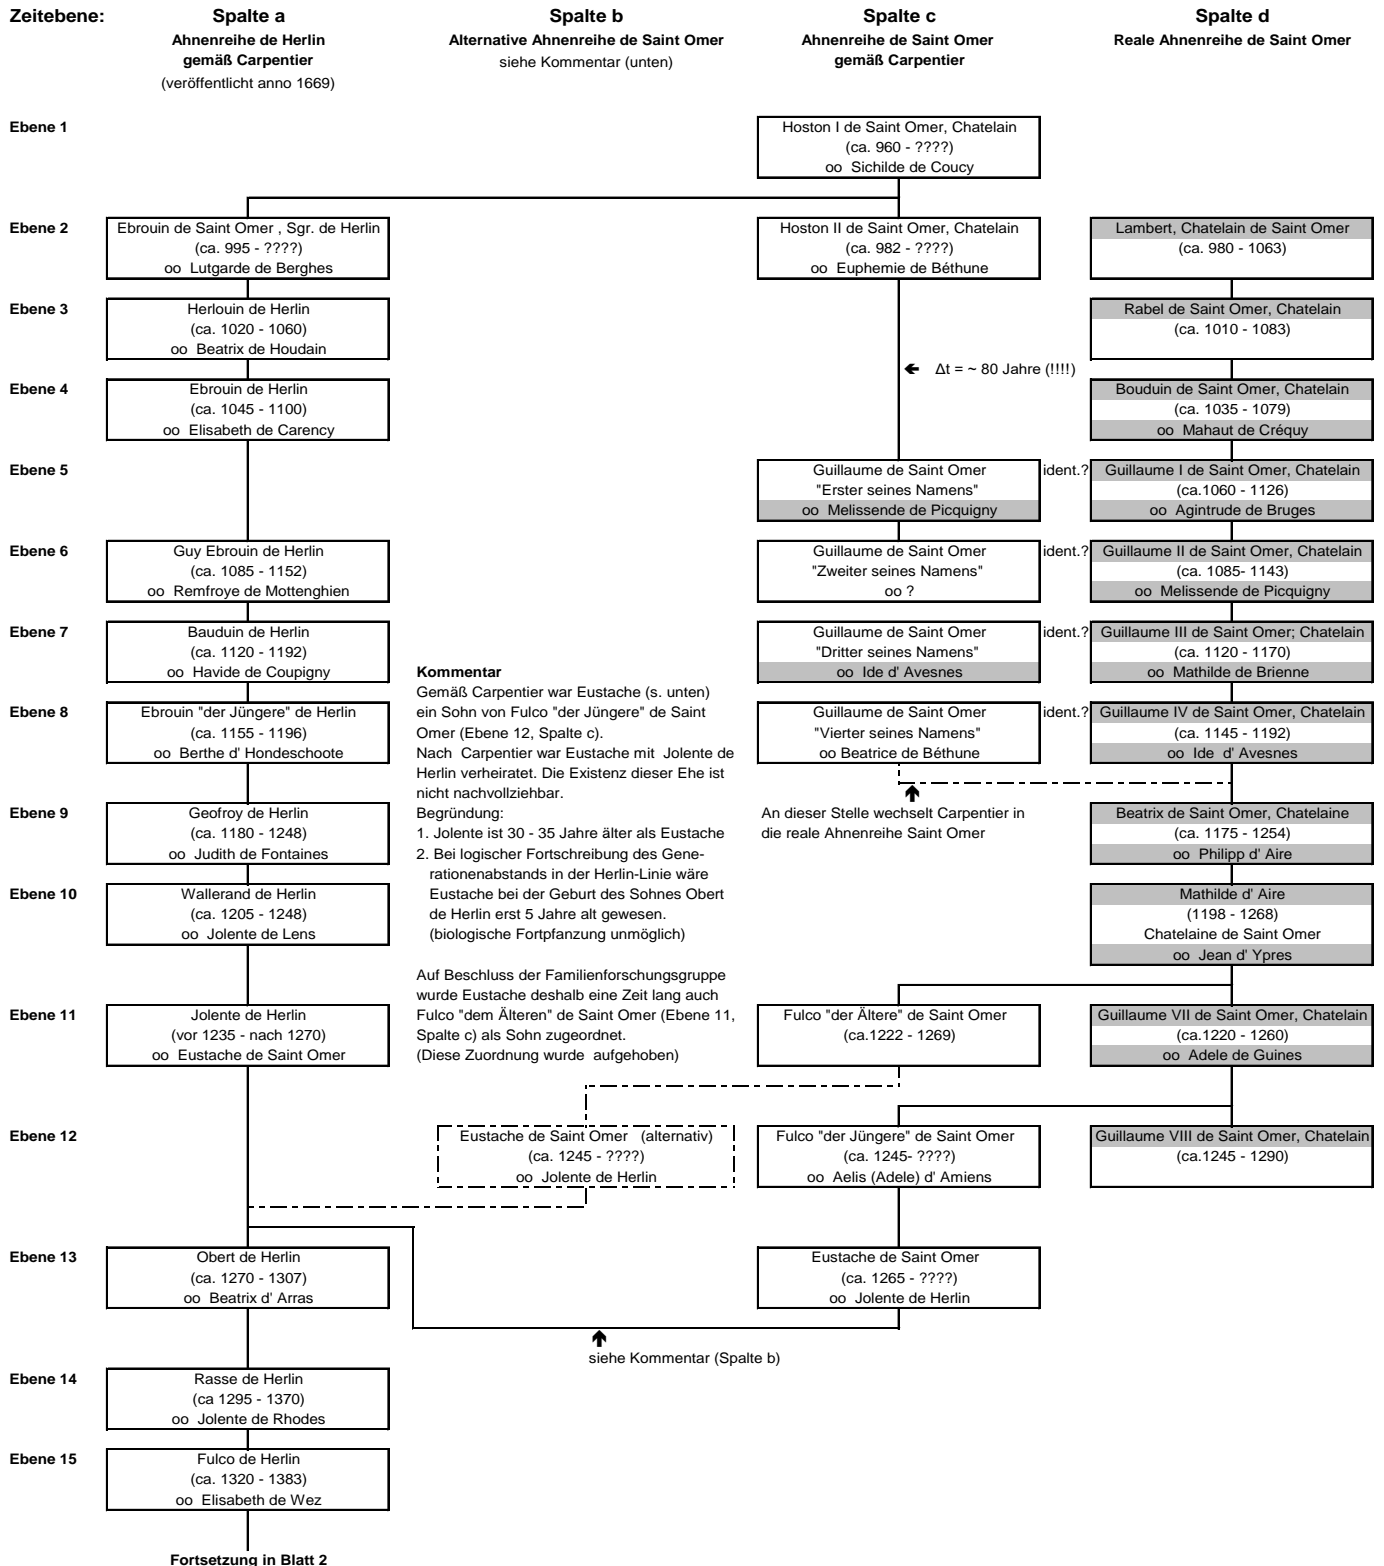 Zeitebene:
Spalte a
Spalte b
Spalte c
Spalte d
Ahnenreihe de Herlin
gemäß Carpentier
(veröffentlicht anno 1669)
Alternative Ahnenreihe de Saint Omer
siehe Kommentar (unten)
Ahnenreihe de Saint Omer
gemäß Carpentier
Reale Ahnenreihe de Saint Omer
Ebene 1
Hoston I de Saint Omer, Chatelain
(ca. 960 - ????)
oo Sichilde de Coucy
Ebene 2
Ebrouin de Saint Omer , Sgr. de Herlin
(ca. 995 - ????)
oo Lutgarde de Berghes
Hoston II de Saint Omer, Chatelain
(ca. 982 - ????)
oo Euphemie de Béthune
Lambert, Chatelain de Saint Omer
(ca. 980 - 1063)
Ebene 3
Herlouin de Herlin
(ca. 1020 - 1060)
oo Beatrix de Houdain
Rabel de Saint Omer, Chatelain
(ca. 1010 - 1083)
🡸 Δt = ~ 80 Jahre (!!!!)
Ebene 4
Ebrouin de Herlin
(ca. 1045 - 1100)
oo Elisabeth de Carency
Bouduin de Saint Omer, Chatelain
(ca. 1035 - 1079)
oo Mahaut de Créquy
Ebene 5
Guillaume de Saint Omer
"Erster seines Namens"
oo Melissende de Picquigny
ident.?
Guillaume I de Saint Omer, Chatelain
(ca.1060 - 1126)
oo Agintrude de Bruges
Ebene 6
Guy Ebrouin de Herlin
(ca. 1085 - 1152)
oo Remfroye de Mottenghien
Guillaume de Saint Omer
"Zweiter seines Namens"
oo ?
ident.?
Guillaume II de Saint Omer, Chatelain
(ca. 1085- 1143)
oo Melissende de Picquigny
Ebene 7
Bauduin de Herlin
(ca. 1120 - 1192)
oo Havide de Coupigny
Guillaume de Saint Omer
"Dritter seines Namens"
oo Ide d' Avesnes
ident.?
Guillaume III de Saint Omer; Chatelain
(ca. 1120 - 1170)
oo Mathilde de Brienne
Kommentar
Gemäß Carpentier war Eustache (s. unten)
ein Sohn von Fulco "der Jüngere" de Saint
Omer (Ebene 12, Spalte c).
Nach Carpentier war Eustache mit Jolente de
Herlin verheiratet. Die Existenz dieser Ehe ist
nicht nachvollziehbar.
Begründung:
1. Jolente ist 30 - 35 Jahre älter als Eustache
2. Bei logischer Fortschreibung des Gene-
rationenabstands in der Herlin-Linie wäre
Eustache bei der Geburt des Sohnes Obert
de Herlin erst 5 Jahre alt gewesen.
(biologische Fortpfanzung unmöglich)
Auf Beschluss der Familienforschungsgruppe
wurde Eustache deshalb eine Zeit lang auch
Fulco "dem Älteren" de Saint Omer (Ebene 11,
Spalte c) als Sohn zugeordnet.
(Diese Zuordnung wurde aufgehoben)
Ebene 8
Ebrouin "der Jüngere" de Herlin
(ca. 1155 - 1196)
oo Berthe d' Hondeschoote
Guillaume de Saint Omer
"Vierter seines Namens"
oo Beatrice de Béthune
ident.?
Guillaume IV de Saint Omer, Chatelain
(ca. 1145 - 1192)
oo Ide d' Avesnes
Ebene 9
Geofroy de Herlin
(ca. 1180 - 1248)
oo Judith de Fontaines
🡹
An dieser Stelle wechselt Carpentier in
die reale Ahnenreihe Saint Omer
Beatrix de Saint Omer, Chatelaine
(ca. 1175 - 1254)
oo Philipp d' Aire
Ebene 10
Wallerand de Herlin
(ca. 1205 - 1248)
oo Jolente de Lens
Mathilde d' Aire
(1198 - 1268)
Chatelaine de Saint Omer
oo Jean d' Ypres
Ebene 11
Jolente de Herlin
(vor 1235 - nach 1270)
oo Eustache de Saint Omer
Fulco "der Ältere" de Saint Omer
(ca.1222 - 1269)
Guillaume VII de Saint Omer, Chatelain
(ca.1220 - 1260)
oo Adele de Guines
Ebene 12
Eustache de Saint Omer (alternativ)
(ca. 1245 - ????)
oo Jolente de Herlin
Fulco "der Jüngere" de Saint Omer
(ca. 1245- ????)
oo Aelis (Adele) d' Amiens
Guillaume VIII de Saint Omer, Chatelain
(ca.1245 - 1290)
Ebene 13
Obert de Herlin
(ca. 1270 - 1307)
oo Beatrix d' Arras
Eustache de Saint Omer
(ca. 1265 - ????)
oo Jolente de Herlin
🡹
siehe Kommentar (Spalte b)
Ebene 14
Rasse de Herlin
(ca 1295 - 1370)
oo Jolente de Rhodes
Ebene 15
Fulco de Herlin
(ca. 1320 - 1383)
oo Elisabeth de Wez
Fortsetzung in Blatt 2